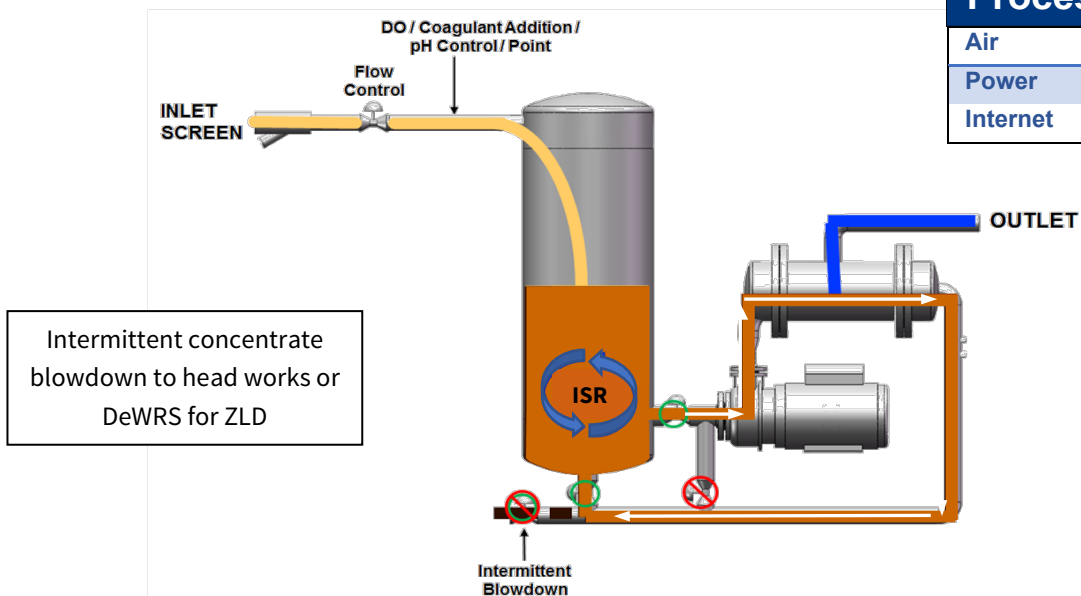 DO / Coagulant Addition /
pH Control / Point
Flow
Control
INLET
SCREEN
Air
Power
Internet
OUTLET
Intermittent concentrate
blowdown to head works or
DeWRS for ZLD
ISR
Intermittent
Blowdown